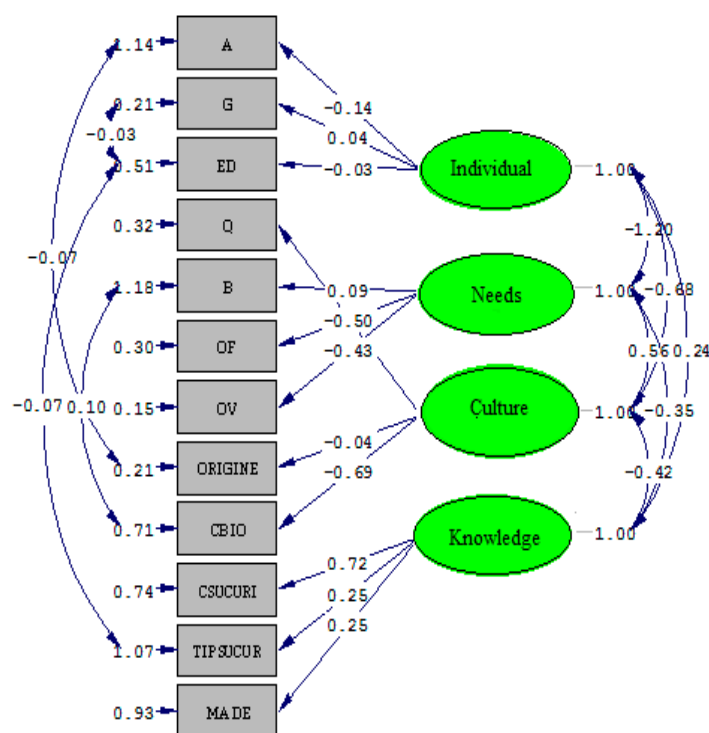 1.14 A
-0.14
0.21 G
0.04
-0.03
0.51 ED
-0.03
Individual 1.00
0.32 Q
-1.20
-0.07
1.18 B
0.09
Needs 1.00
-0.68
-0.50
0.30 OF
-0.43
0.56 0.24
-0.07 0.10 0.15 OV
Culture 1.00 -0.35
0.21 ORIGINE
-0.04
-0.69
-0.42
0.71 CBIO
Knowledge 1.00
0.72
0.74 CSUCURI
0.25
1.07 TIPSUCUR
0.25
0.93 MADE